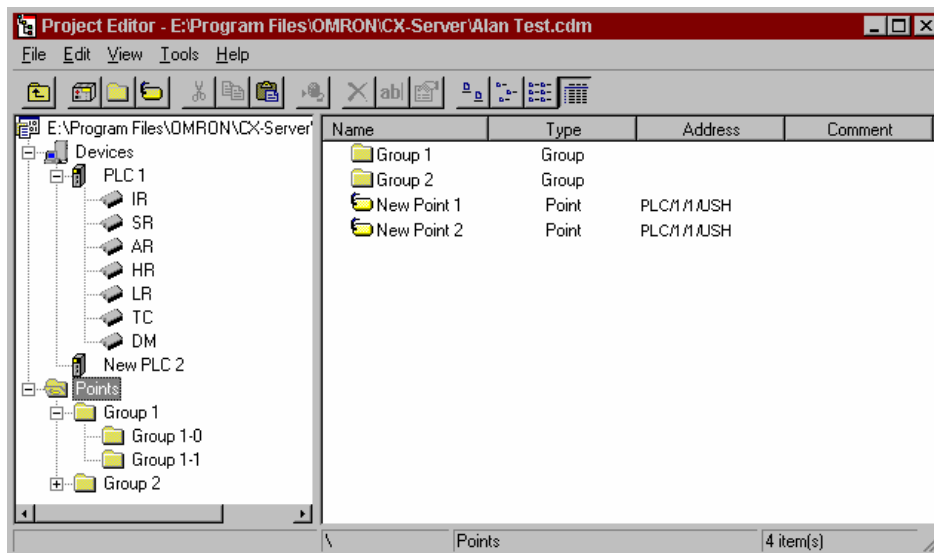 Project Editor - E:\Program Files\OMRON\CX-Server\Alan Test.cdm
File Edit View Tools Help
ab
E:\Program Files\OMRON\CX-Server'
Name Type Address Comment
Devices
PLC 1
IR
SR
AR
HR
LR
TC
DM
New PLC 2
Points
Group 1
Group 1-0
Group 1-1
Group 2
Group 1 Group
Group 2 Group
New Point 1 Point PLC/1/1/USH
New Point 2 Point PLC/1/1/USH
\ Points 4 item(s)